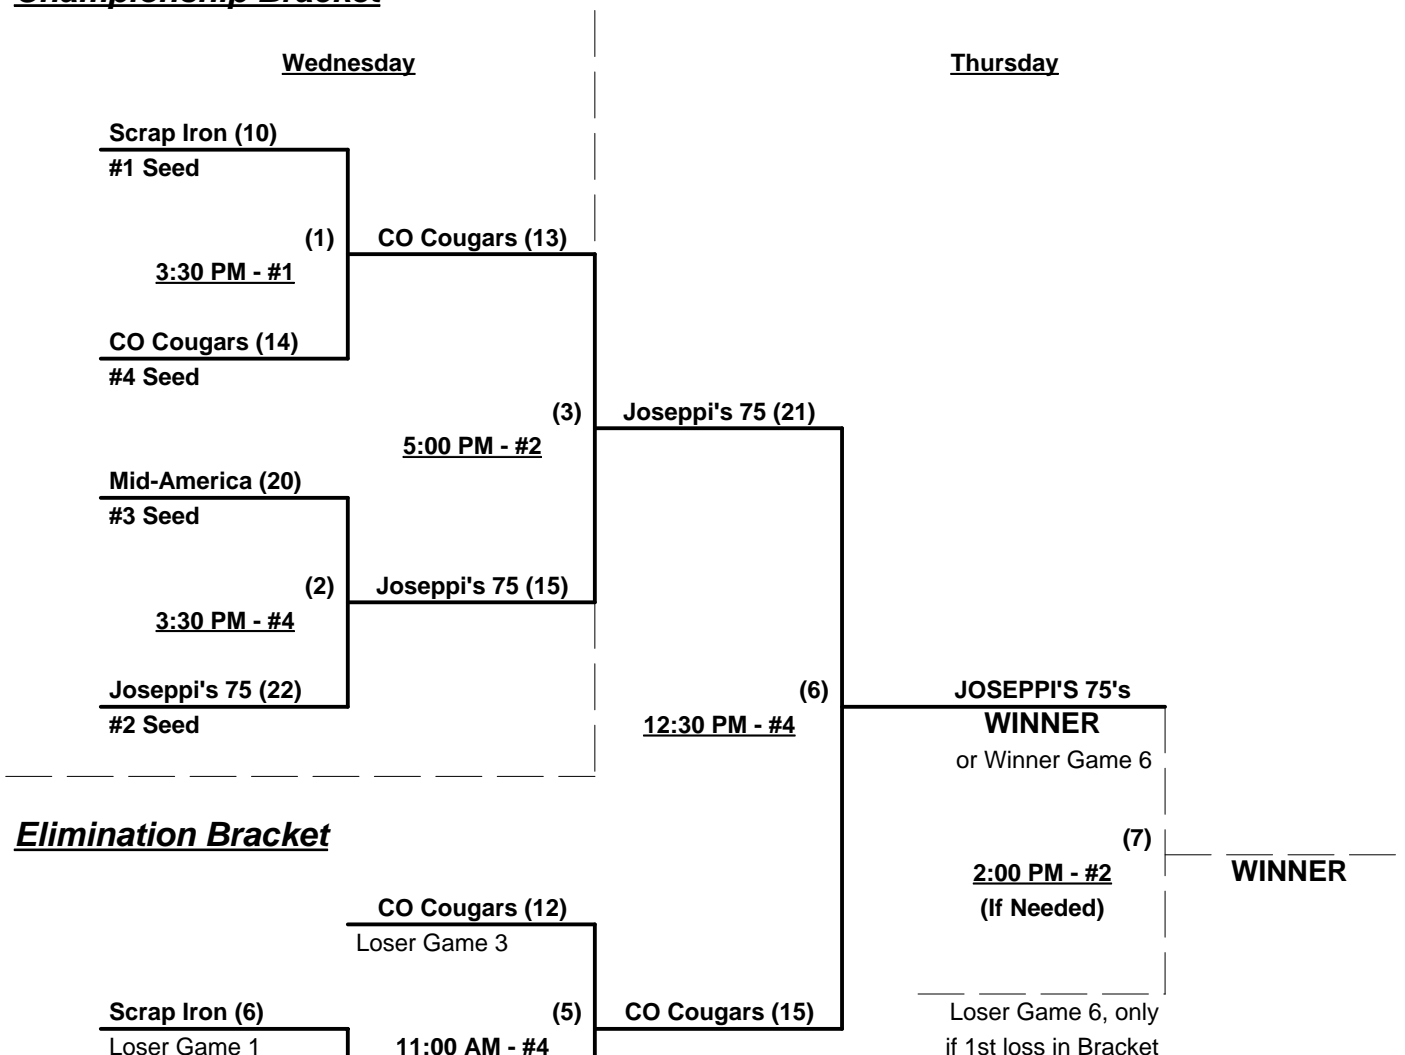 Championship Bracket
Wednesday
Thursday
Scrap Iron (10)
#1 Seed
(1)
CO Cougars (13)
3:30 PM - #1
CO Cougars (14)
#4 Seed
(3)
Joseppi's 75 (21)
5:00 PM - #2
Mid-America (20)
#3 Seed
(2)
Joseppi's 75 (15)
3:30 PM - #4
Joseppi's 75 (22)
#2 Seed
(6)
JOSEPPI'S 75's
12:30 PM - #4
WINNER
or Winner Game 6
Elimination Bracket
(7)
2:00 PM - #2
WINNER
(If Needed)
CO Cougars (12)
Loser Game 3
Scrap Iron (6)
(5)
CO Cougars (15)
Loser Game 6, only
Loser Game 1
11:00 AM - #4
if 1st loss in Bracket